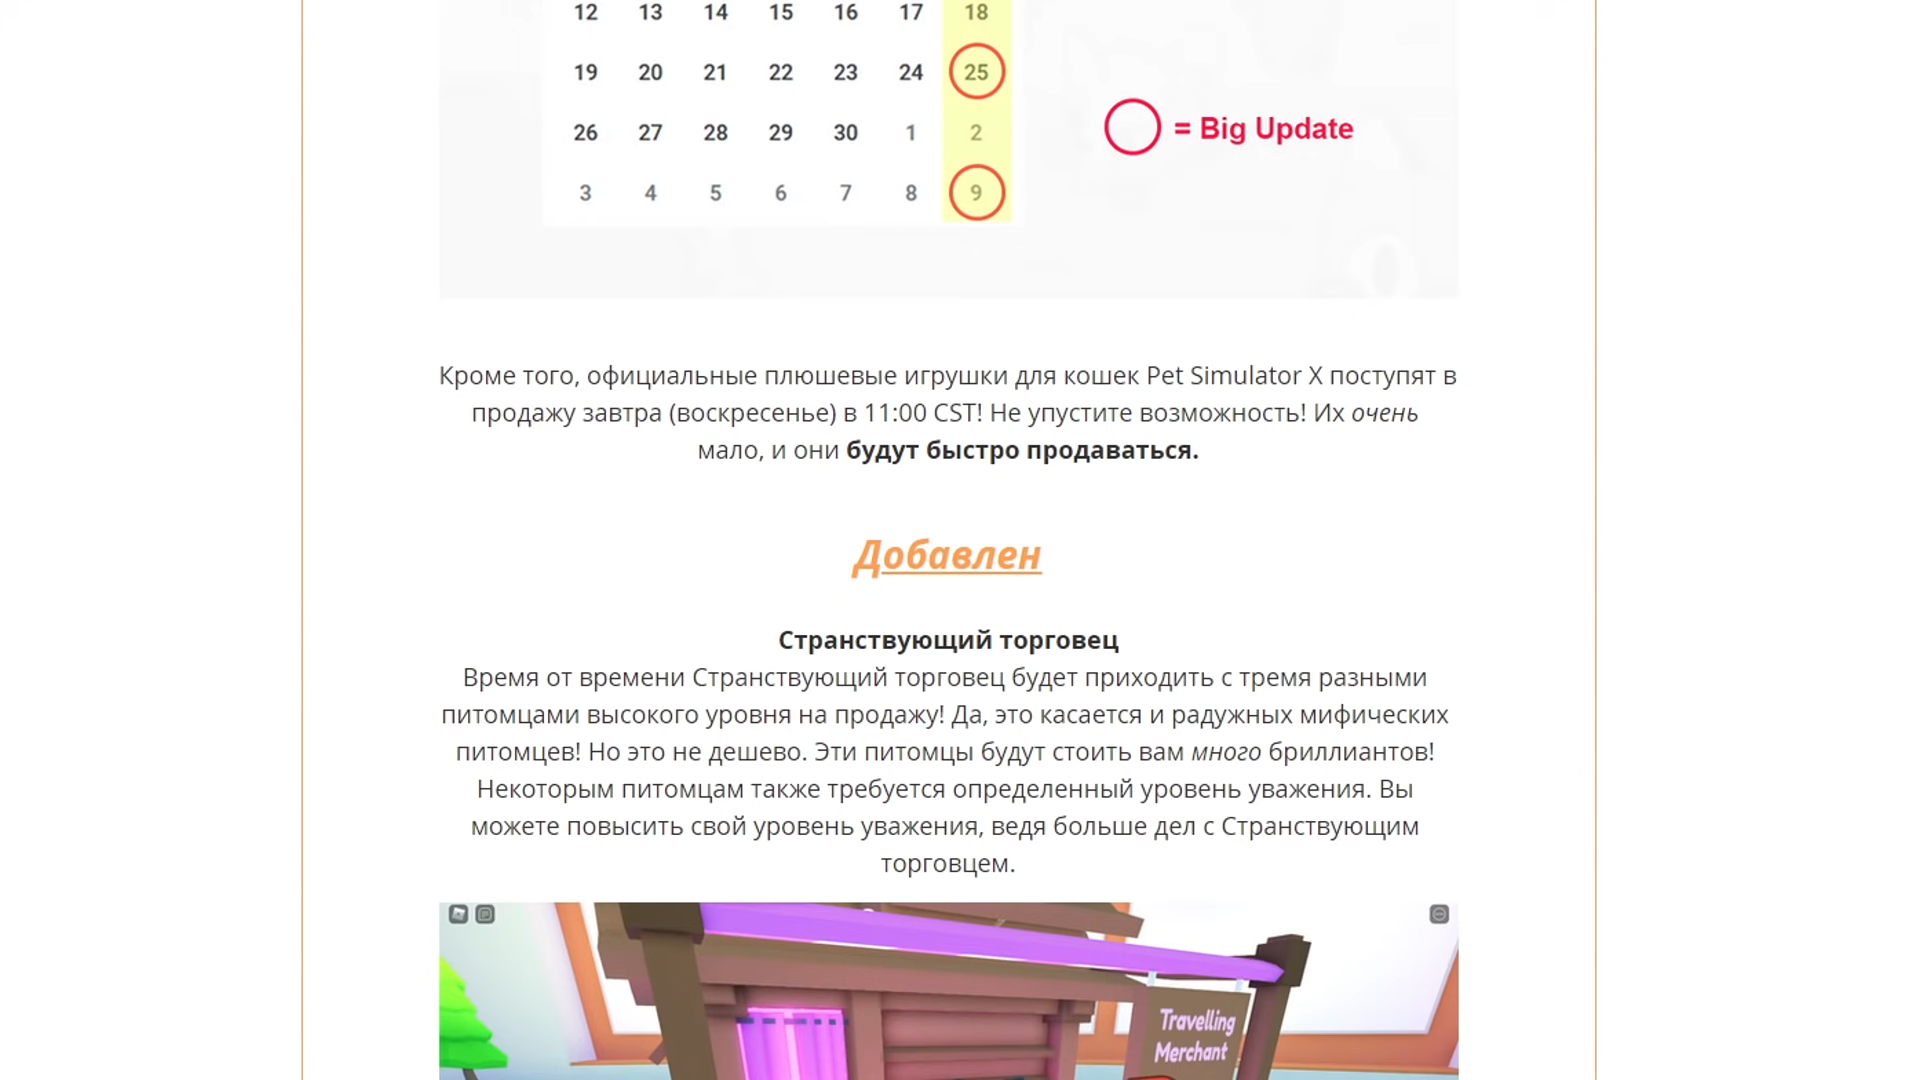 12 13 14 15 16 17 18
19 20 21 22 23 24 25
26 27 28 29 30 1 2
= Big Update
3 4 5 6 7 8 9
Кроме того, официальные плюшевые игрушки для кошек Pet Simulator X поступят в
продажу завтра (воскресенье) в 11:00 CST! Не упустите возможность! Их очень
мало, и они будут быстро продаваться.
Добавлен
Странствующий торговец
Время от времени Странствующий торговец будет приходить с тремя разными
питомцами высокого уровня на продажу! Да, это касается и радужных мифических
питомцев! Но это не дешево. Эти питомцы будут стоить вам много бриллиантов!
Некоторым питомцам также требуется определенный уровень уважения. Вы
можете повысить свой уровень уважения, ведя больше дел с Странствующим
торговцем.
Travelling
Merchant